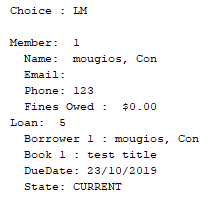 Choice : LM

Member:  1
  Name:  mougios, Con
  Email:
  Phone: 123
  Fines Owed :  $0.00
Loan:  5
  Borrower 1 : mougios, Con
  Book 1 : test title
  DueDate: 23/10/2019
  State: CURRENT